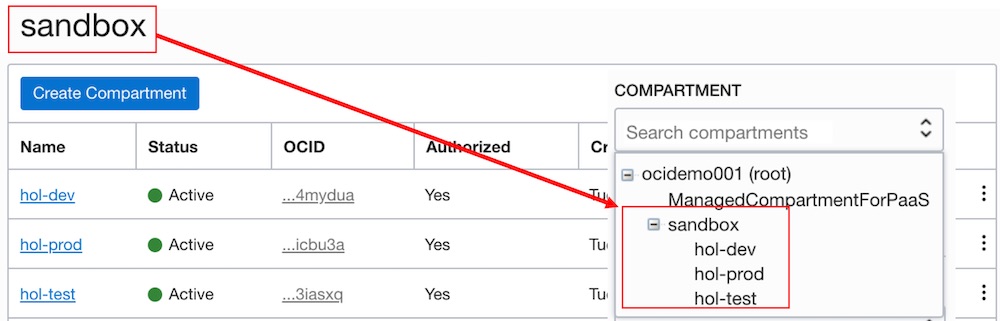 sandbox
Create Compartment
COMPARTMENT
Search compartments
Name Status OCID Authorized Cr
ocidemo001 (root)
ManagedCompartmentForPaaS
hol-dev Active ...4mydua Yes Tu
sandbox
hol-dev
hol-prod Active ...icbu3a Yes Tu
hol-prod
hol-test Active ...3iasxq Yes Tu
hol-test